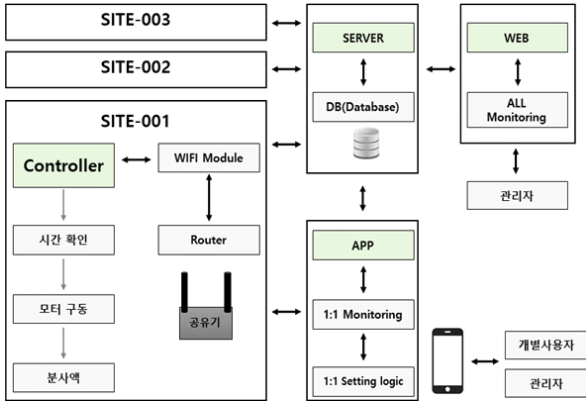 SITE-003
SITE-002
SITE-001
Controller
WIFI Module
시간 확인
Router
모터 구동
공유기
분사액
SERVER
DB(Database)
APP
1:1 Monitoring
1:1 Setting logic
WEB
ALL
Monitoring
관리자
개별사용자
관리자